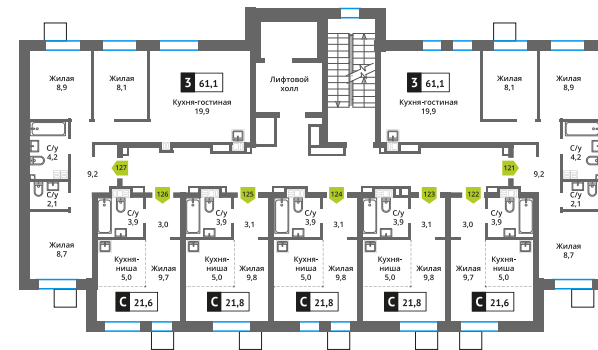 Жилая
8,9
Жилая
8,1
3 61,1
Кухня-гостиная
19,9
Лифтовой
холл
3 61,1
Кухня-гостиная
19,9
Жилая
8,1
Жилая
8,9
С/у
4,2
9,2
127
С/у
2,1
126
125
124
123
122
121
9,2
С/у
4,2
С/у
2,1
С/у
3,9
3,0
С/у
3,9
3,1
С/у
3,9
3,1
С/у
3,9
3,1
3,0
С/у
3,9
Жилая
8,7
Кухня-
ниша
5,0
Жилая
9,7
Кухня-
ниша
5,0
Жилая
9,8
Кухня-
ниша
5,0
Жилая
9,8
Кухня-
ниша
5,0
Жилая
9,8
Жилая
9,7
Кухня-
ниша
5,0
Жилая
8,7
С 21,6
С 21,8
С 21,8
С 21,8
С 21,6